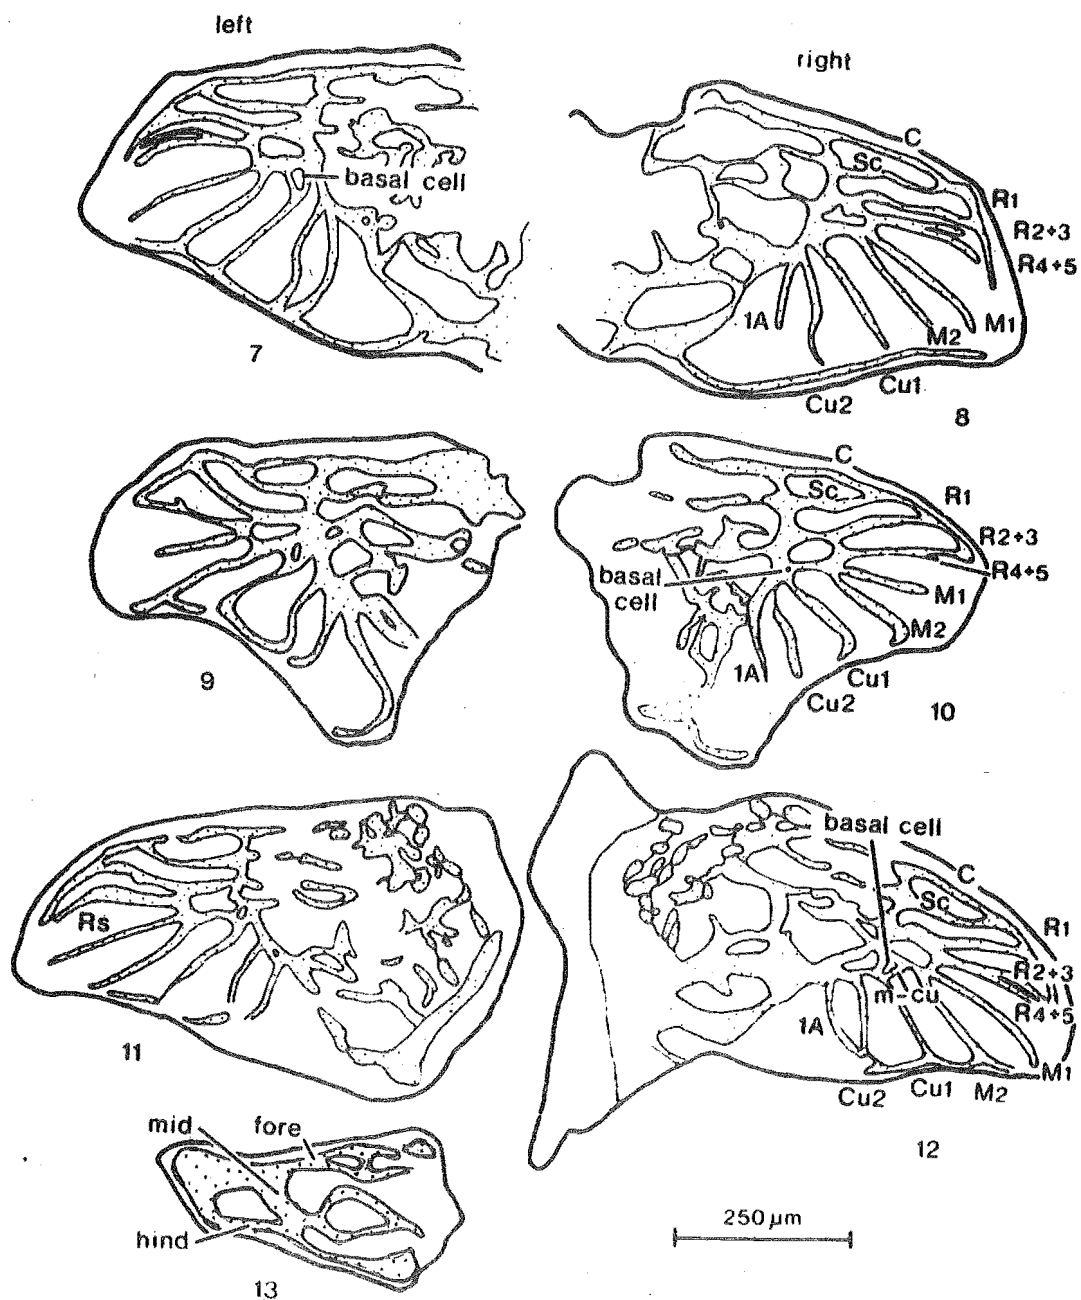 left
right
basal cell
C
Sc
R1
R2+3
R4+5
M1
M2
1A
Cu1
Cu2
7
8
C
Sc
R1
R2+3
R4+5
basal
cell
M1
M2
1A
Cu1
Cu2
9
10
basal cell
C
Sc
R1
Rs
R2+3
m-cu
R4+5
1A
M1
Cu2
Cu1
M2
11
12
mid
fore
hind
13
250 µm